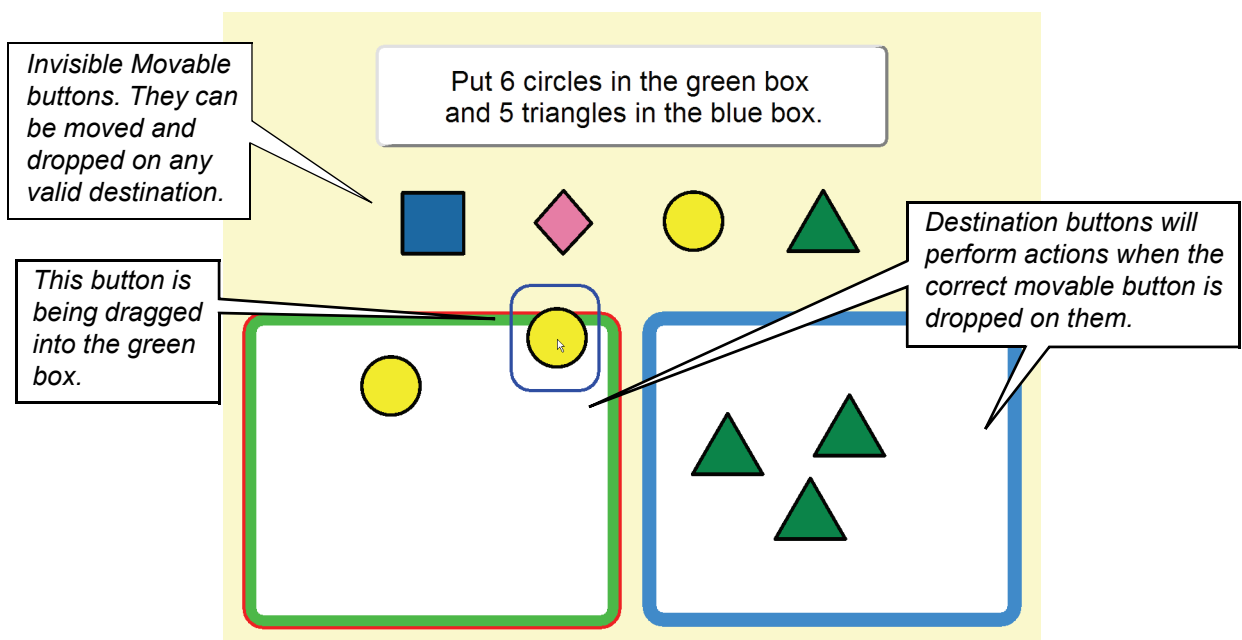 Invisible Movable
buttons. They can
be moved and
dropped on any
valid destination.
Put 6 circles in the green box
and 5 triangles in the blue box.
This button is
being dragged
into the green
box.
Destination buttons will
perform actions when the
correct movable button is
dropped on them.